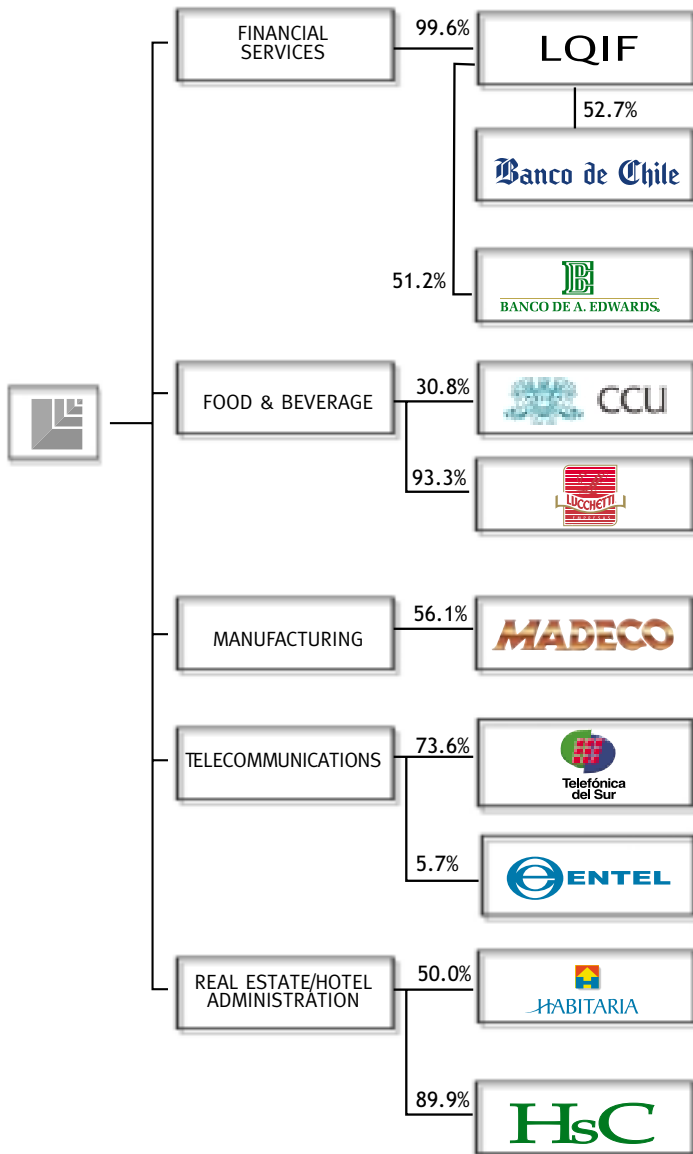 FINANCIAL
SERVICES
99.6%
LQIF
52.7%
Banco de Chile
51.2%
BANCO DE A. EDWARDS
FOOD & BEVERAGE
30.8%
CCU
93.3%
LUCCHETTI
MANUFACTURING
56.1%
MADECO
TELECOMMUNICATIONS
73.6%
Telefónica
del Sur
5.7%
ENTEL
REAL ESTATE/HOTEL
ADMINISTRATION
50.0%
HABITARIA
89.9%
HsC